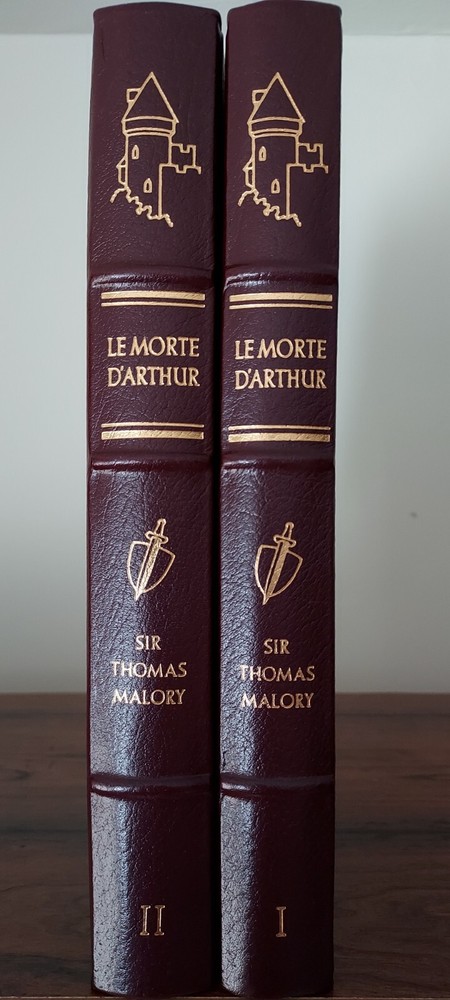 LE MORTE
D'ARTHUR
SIR
THOMAS
MALORY
II
LE MORTE
D'ARTHUR
SIR
THOMAS
MALORY
I